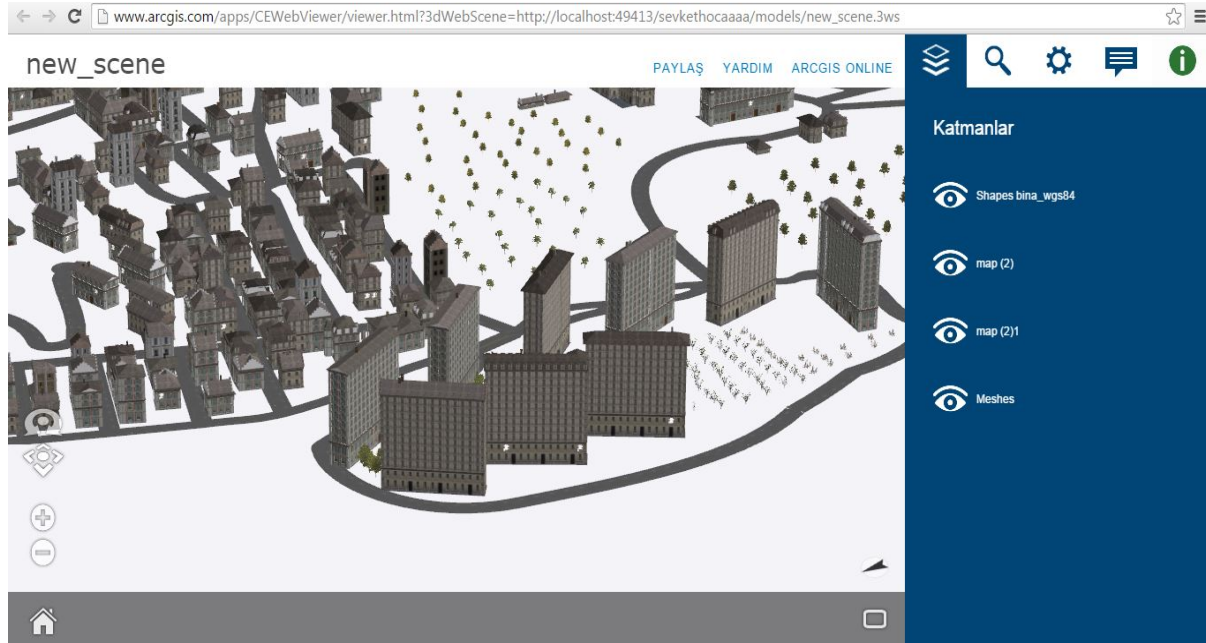 www.arcgis.com/apps/CEWebViewer/viewer.html?3dWebScene=http://localhost:49413/sevkethocaaaa/models/new_scene.3ws
new_scene
PAYLAŞ YARDIM ARCGIS ONLINE
Katmanlar
Shapes bina_wgs84
map (2)
map (2)1
Meshes